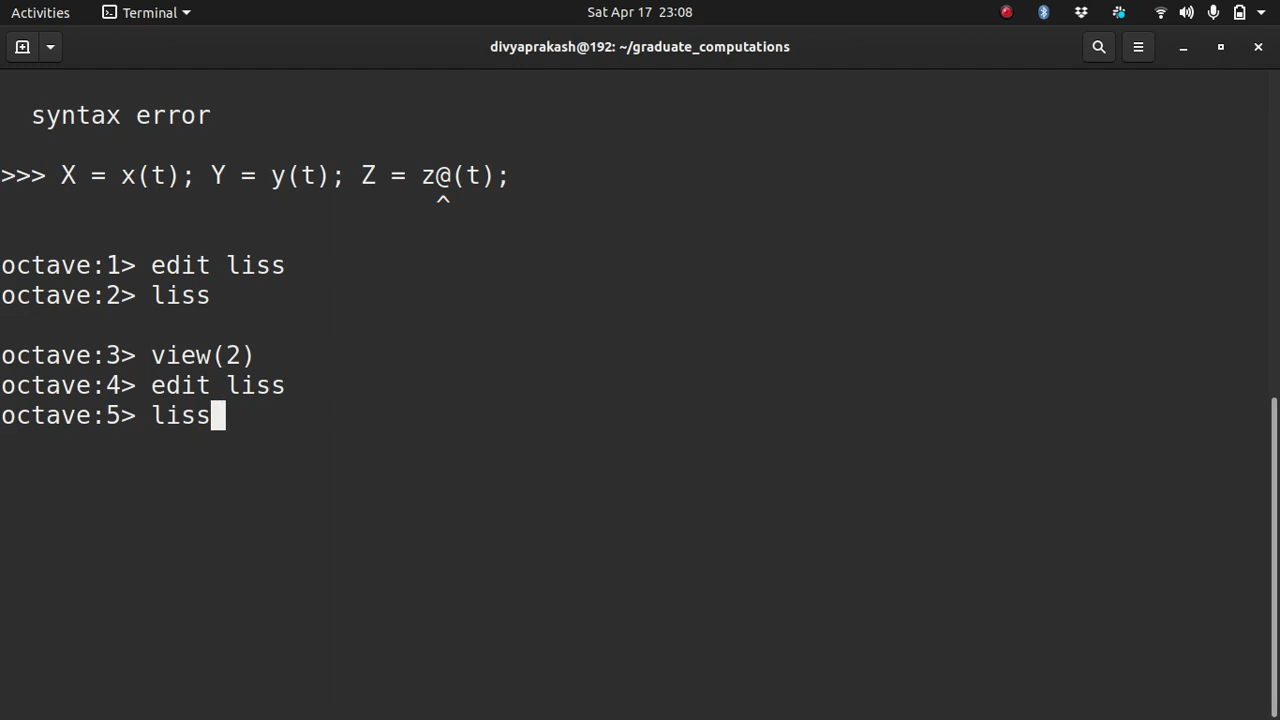 Activities Terminal Sat Apr 17 23:08
divyaprakash@192: ~/graduate_computations
syntax error
>>> X = x(t); Y = y(t); Z = z@(t);
^
octave:1> edit liss
octave:2> liss
octave:3> view(2)
octave:4> edit liss
octave:5> liss